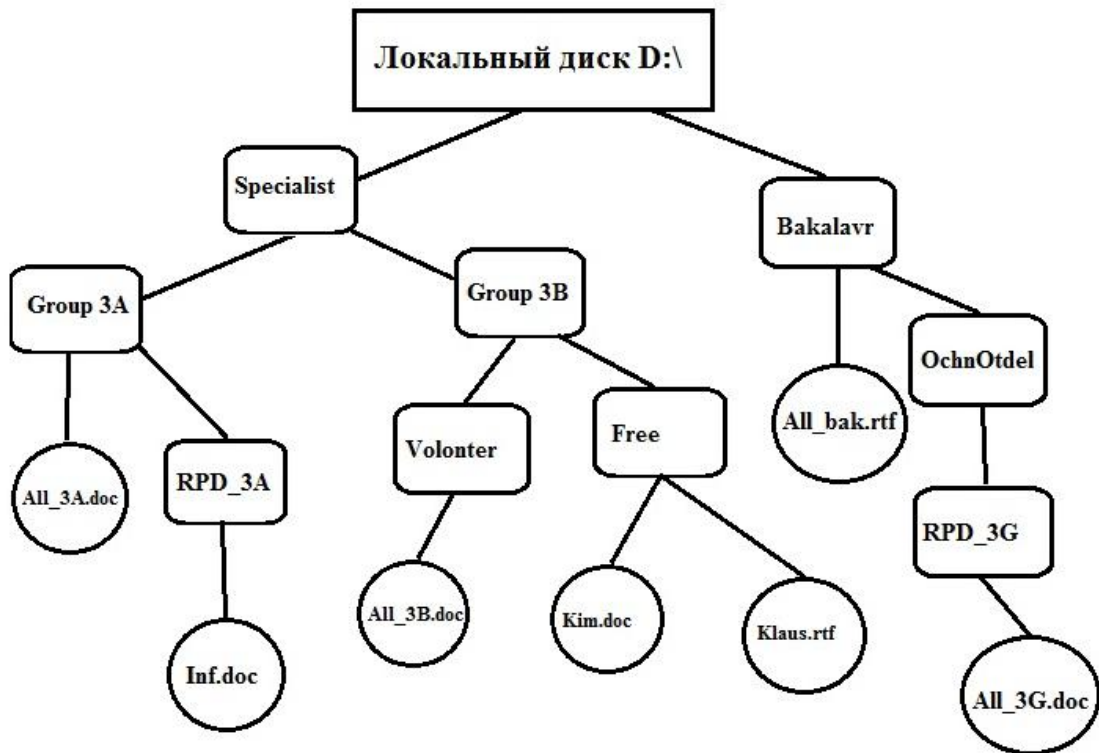 Локальный диск D:\
Specialist
Bakalavr
Group 3A
Group 3B
OchnOtdel
All_bak.rtf
Volonter
Free
All_3A.doc
RPD_3A
RPD_3G
All_3B.doc
Kim.doc
Klaus.rtf
Inf.doc
All_3G.doc